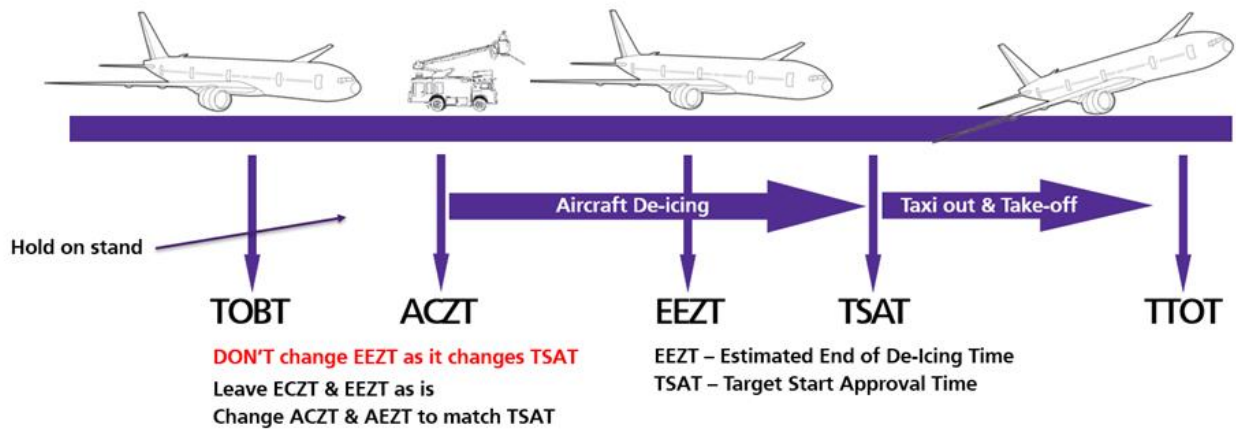 Aircraft De-icing
Taxi out & Take-off
Hold on stand
TOBT
ACZT
EEZT
TSAT
TTOT
DON'T change EEZT as it changes TSAT
Leave ECZT & EEZT as is
Change ACZT & AEZT to match TSAT
EEZT – Estimated End of De-Icing Time
TSAT – Target Start Approval Time